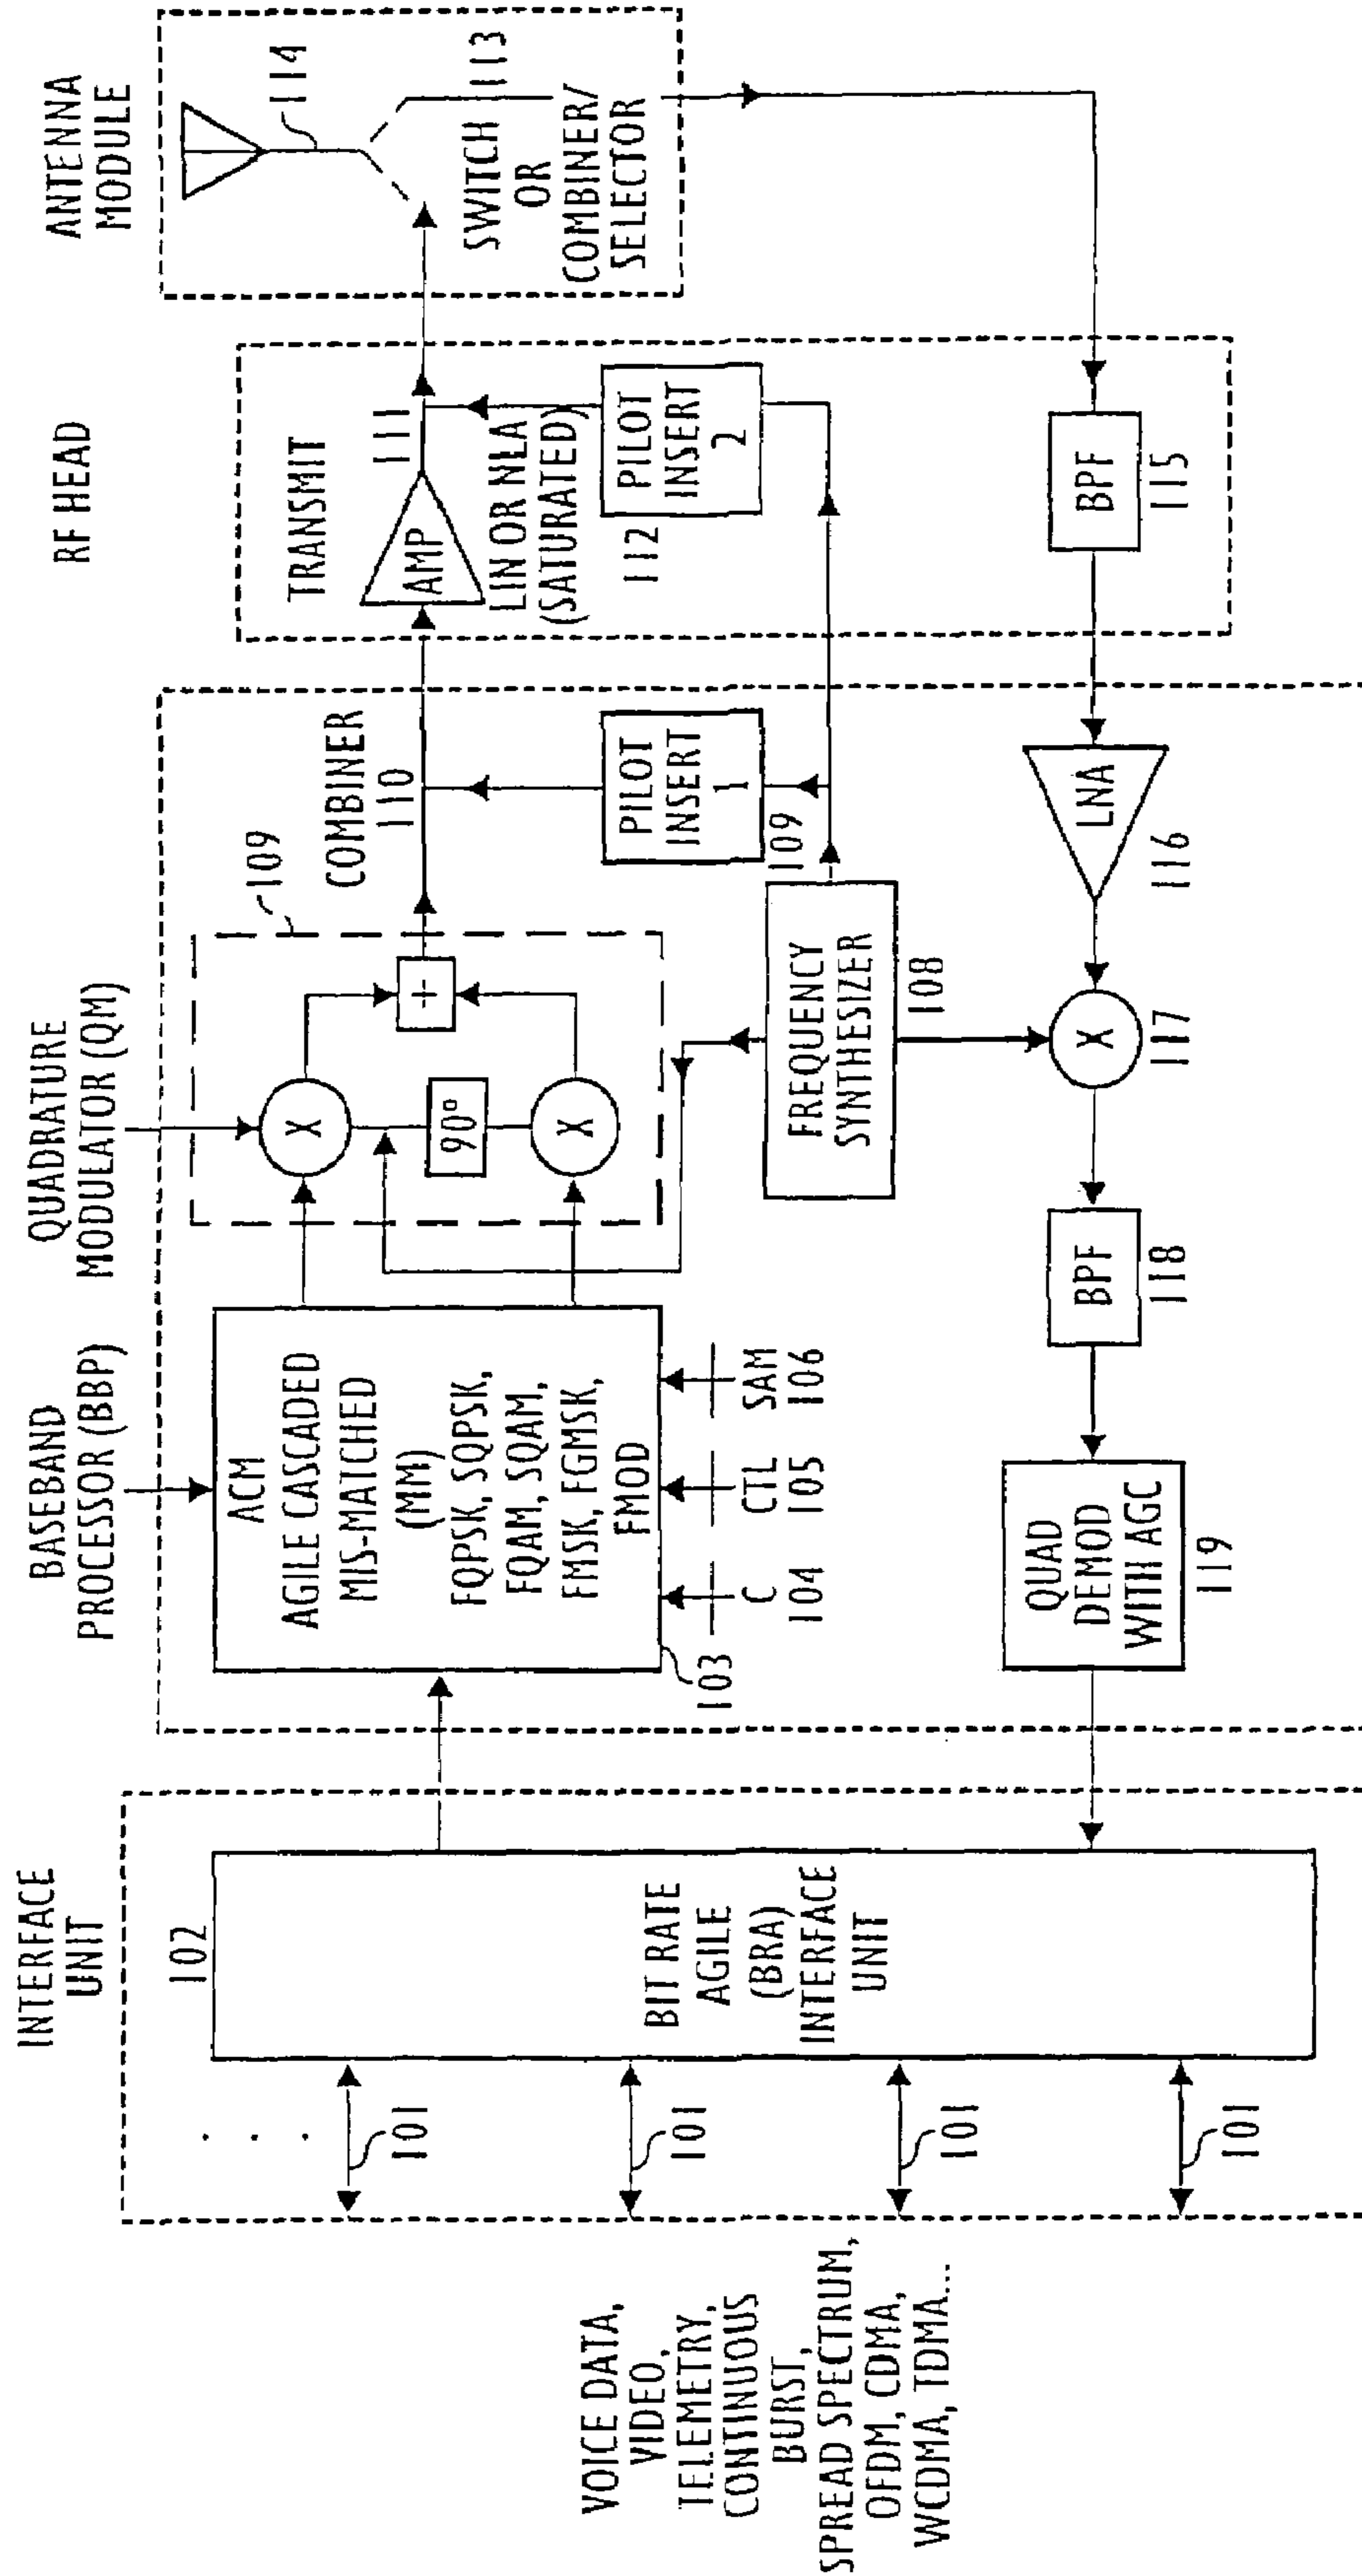 INTERFACE
UNIT
BASEBAND
PROCESSOR (BBP)
QUADRATURE
MODULATOR (QM)
RF HEAD
ANTENNA
MODULE
VOICE DATA,
VIDEO,
TELEMETRY,
CONTINUOUS
BURST,
SPREAD SPECTRUM,
OFDM, CDMA,
WCDMA, TDMA...
. . .
101
101
101
101
102
BIT RATE
AGILE
(BRA)
INTERFACE
UNIT
ACM
AGILE CASCADED
MIS-MATCHED
(MM)
FQPSK, SQPSK,
FQAM, SQAM,
FMSK, FGMSK,
FMOD
103
C
104
CTL
105
SAM
106
X
90°
X
+
109
COMBINER
110
PILOT
INSERT
1
109
FREQUENCY
SYNTHESIZER
108
TRANSMIT
AMP
111
LIN OR NLA
(SATURATED)
112
PILOT
INSERT
2
114
113
SWITCH
OR
COMBINER/
SELECTOR
BPF
115
LNA
116
X
117
BPF
118
QUAD
DEMOD
WITH AGC
119